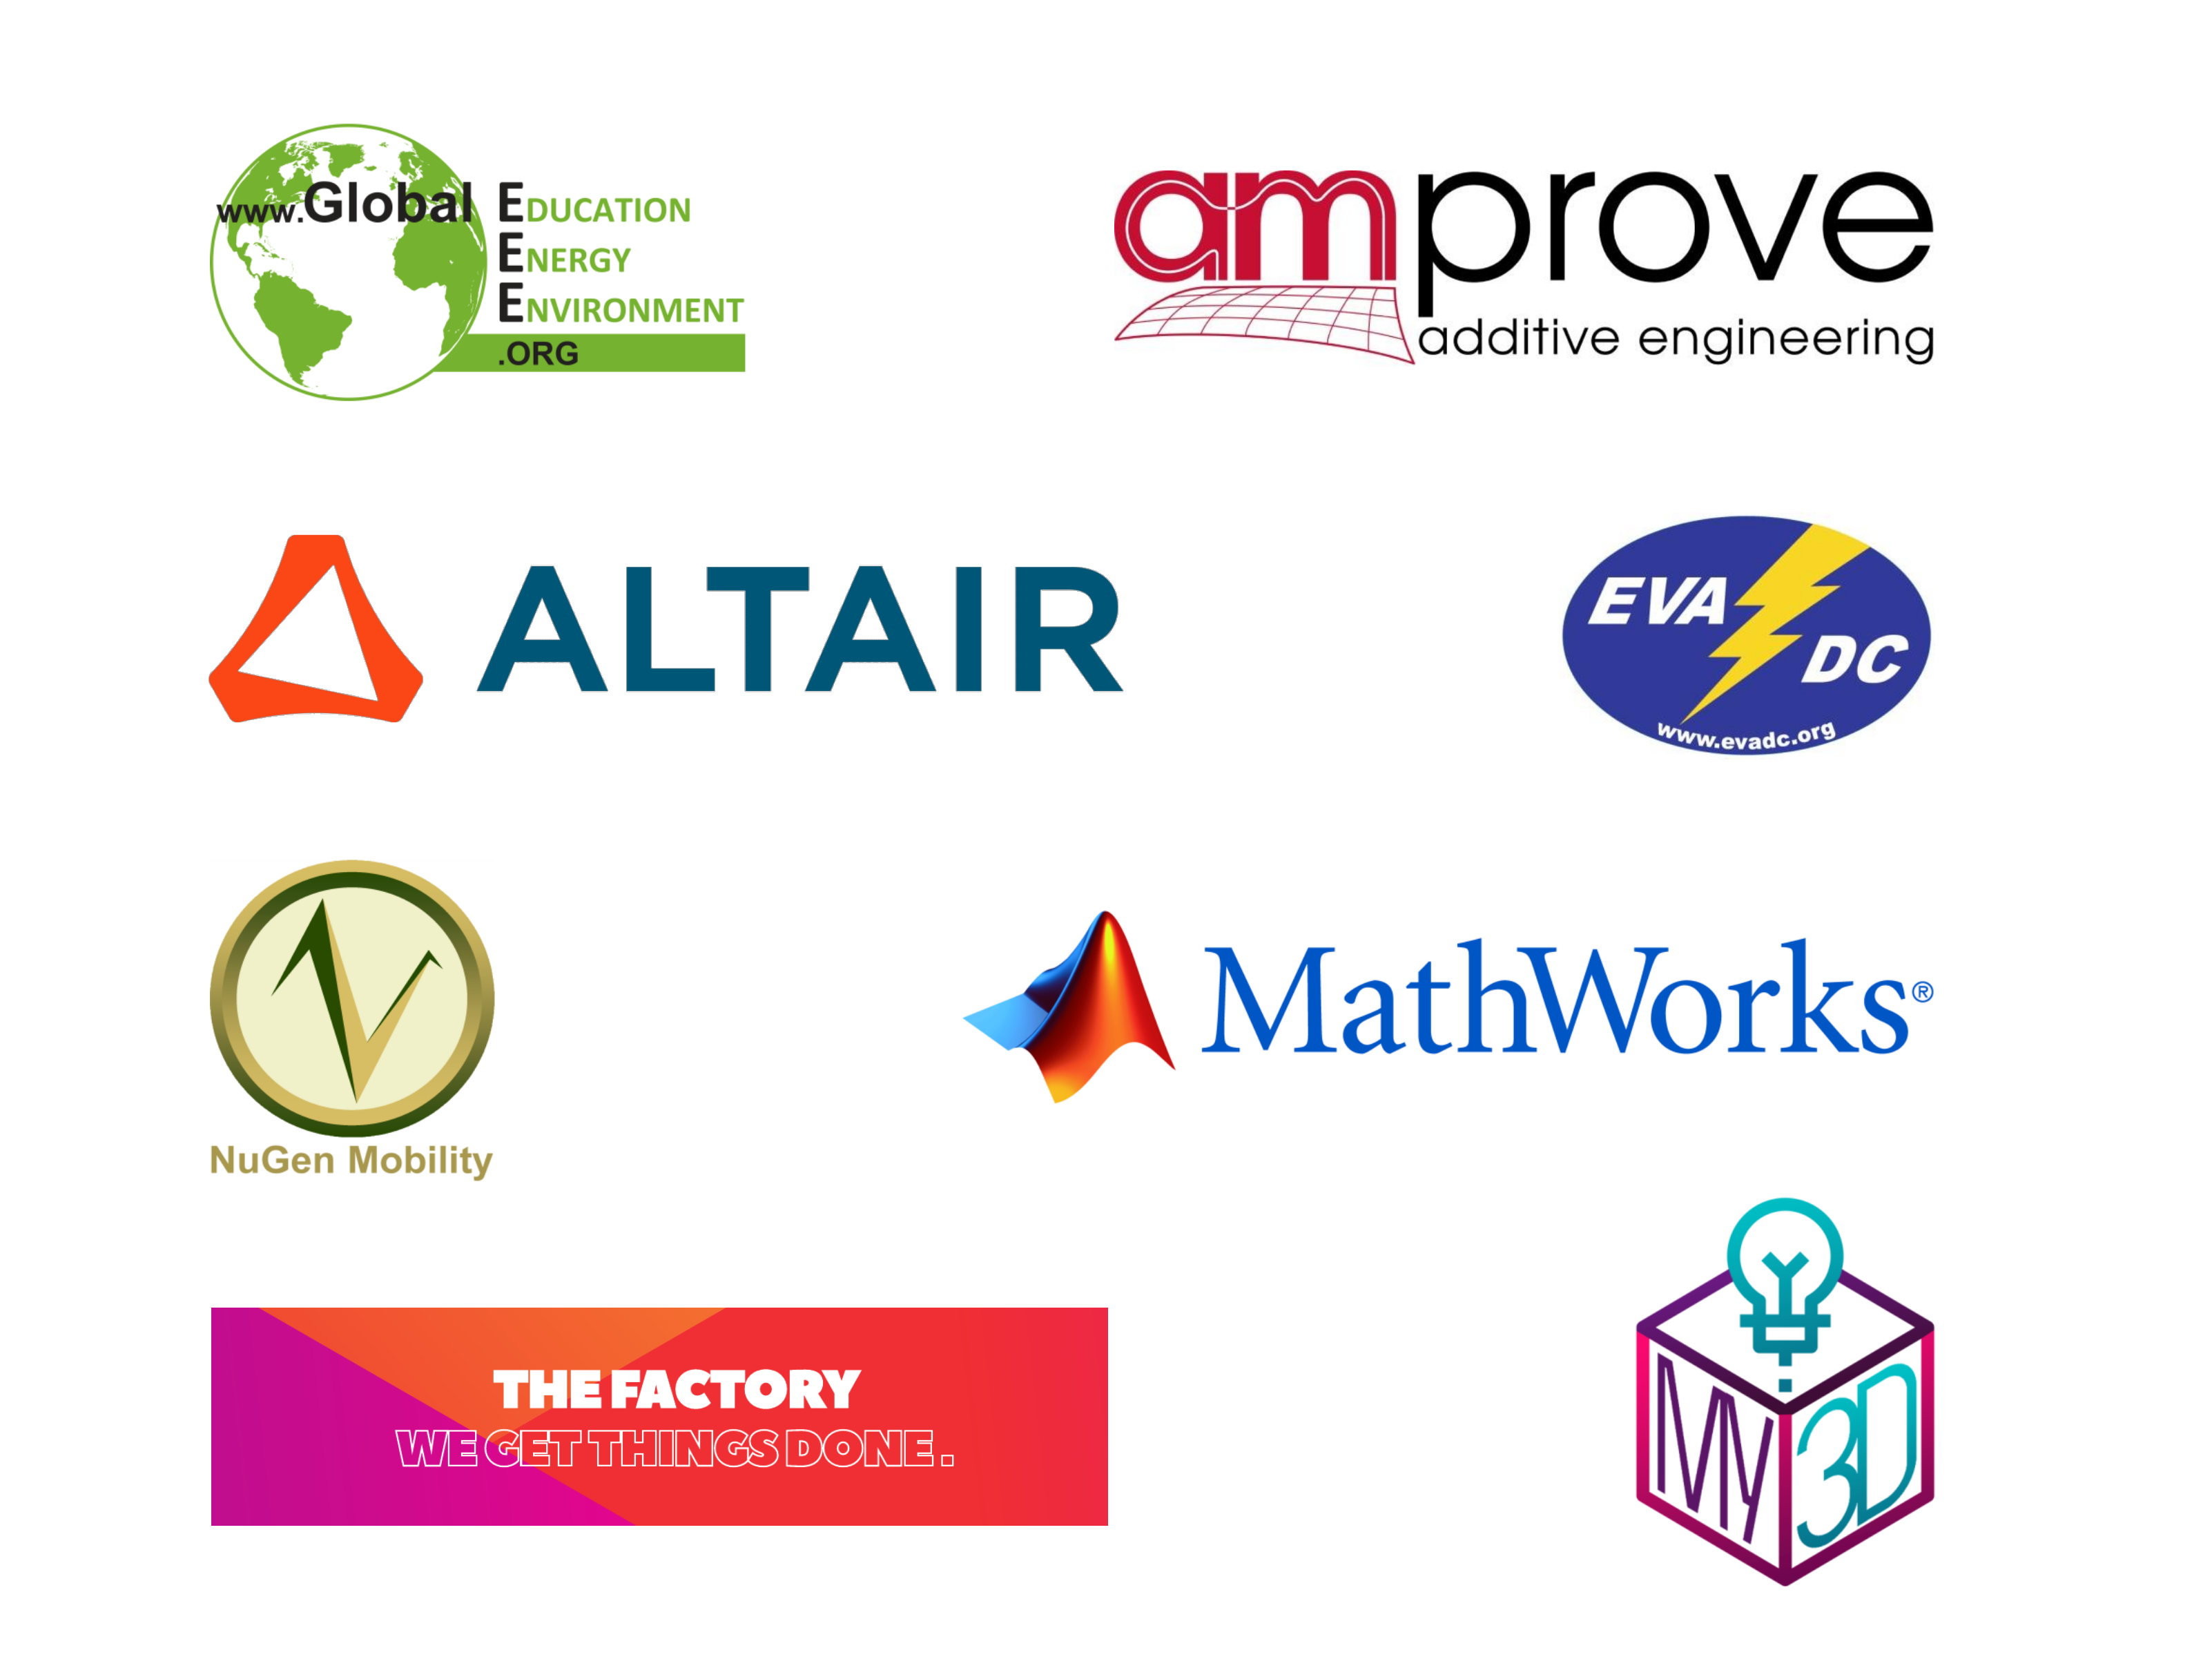 www.Global EDUCATION
ENERGY
ENVIRONMENT
.ORG
amprove
additive engineering
ALTAIR
EVA
DC
www.evadc.org
NuGen Mobility
MathWorks®
THE FACTORY
WE GET THINGS DONE.
MY 3D